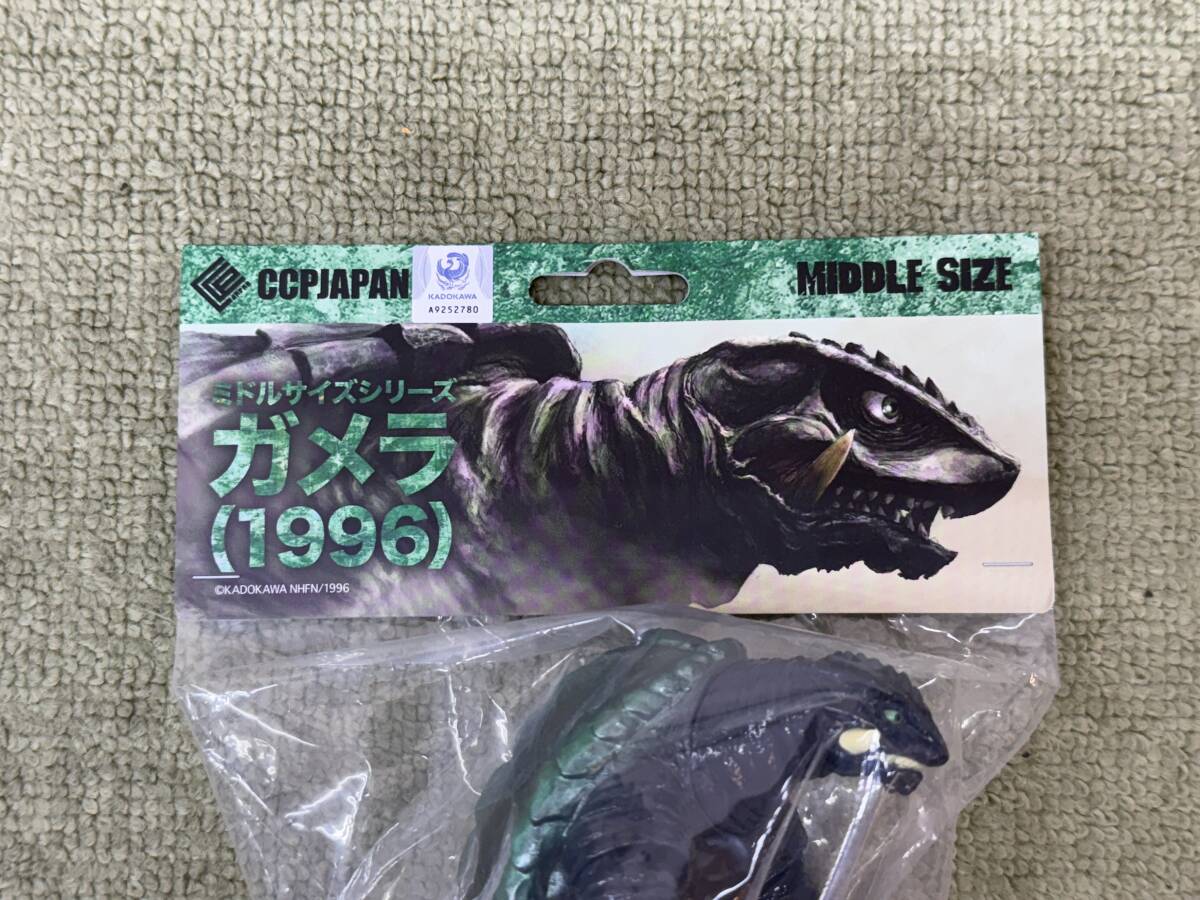 CCPJAPAN
KADOKAWA
A9252780
MIDDLE SIZE
ミドルサイズシリーズ
ガメラ
(1996)
©KADOKAWA NHFN/1996